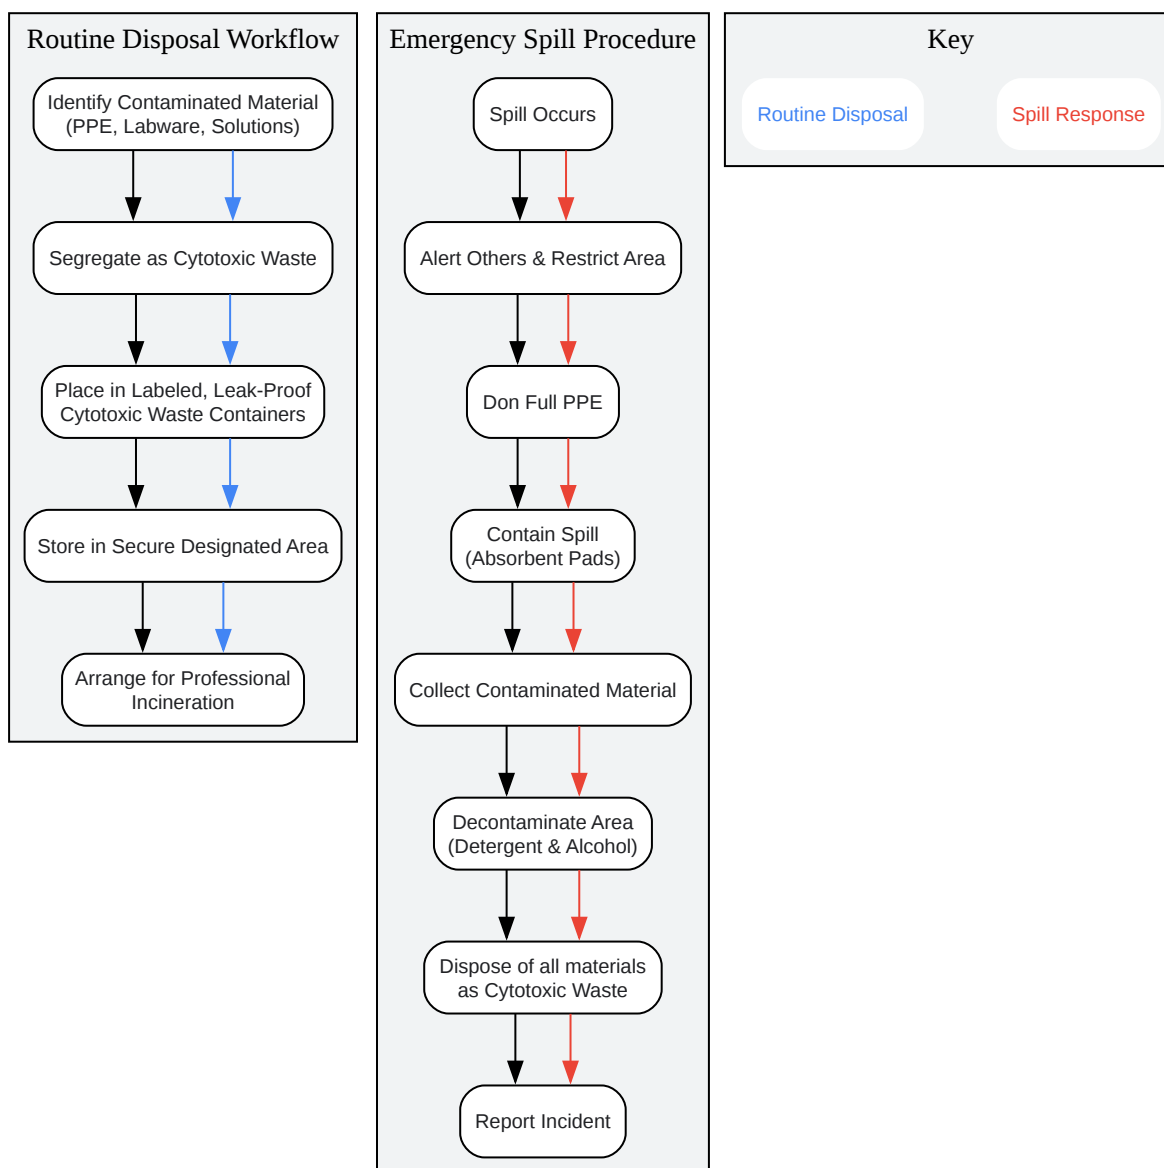 Routine Disposal Workflow
Identify Contaminated Material
(PPE, Labware, Solutions)
Segregate as Cytotoxic Waste
Place in Labeled, Leak-Proof
Cytotoxic Waste Containers
Store in Secure Designated Area
Arrange for Professional
Incineration
Emergency Spill Procedure
Spill Occurs
Alert Others & Restrict Area
Don Full PPE
Contain Spill
(Absorbent Pads)
Collect Contaminated Material
Decontaminate Area
(Detergent & Alcohol)
Dispose of all materials
as Cytotoxic Waste
Report Incident
Key
Routine Disposal
Spill Response